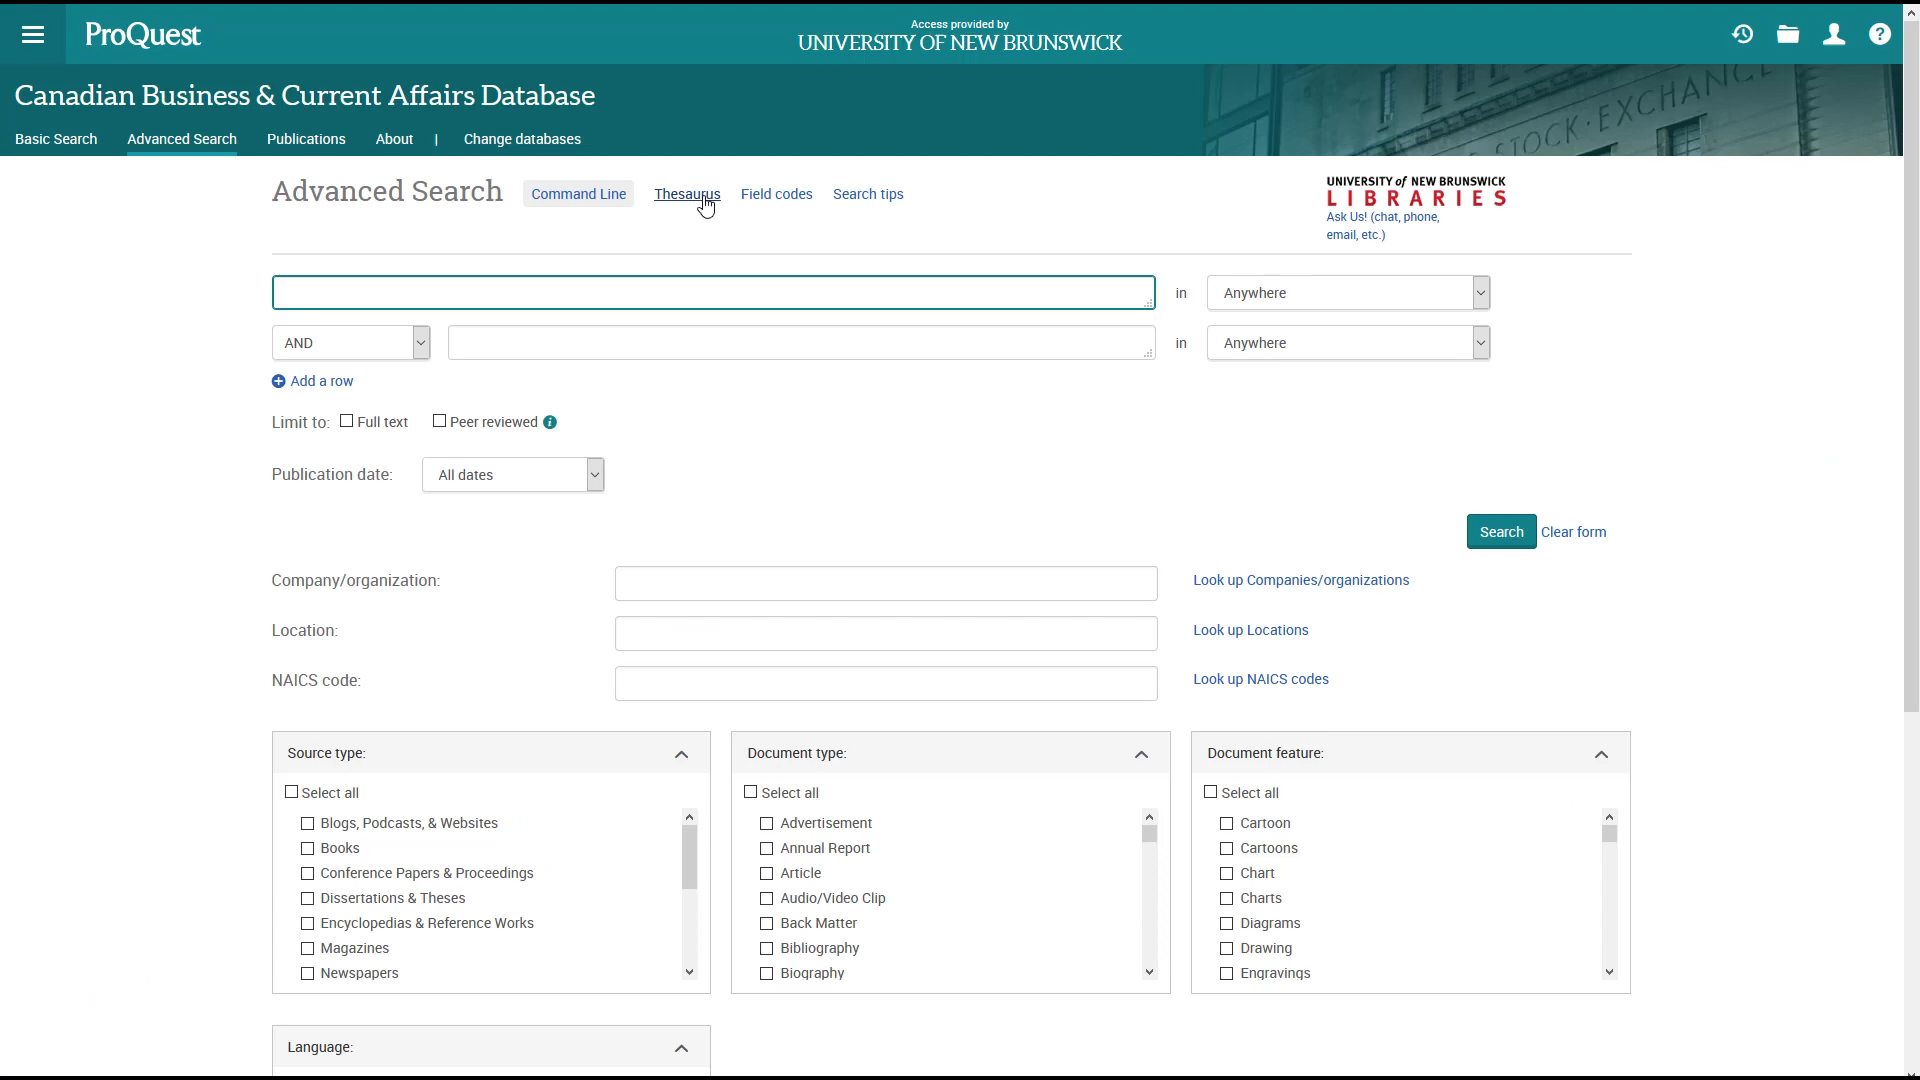 ProQuest
Access provided by
UNIVERSITY OF NEW BRUNSWICK
?
Canadian Business & Current Affairs Database
STOCK·EXCHANGE
Basic Search Advanced Search Publications About | Change databases
Advanced Search Command Line Thesaurus Field codes Search tips
UNIVERSITY of NEW BRUNSWICK
LIBRARIES
Ask Us! (chat, phone,
email, etc.)
in Anywhere
AND in Anywhere
Add a row
Limit to: Full text Peer reviewed i
Publication date: All dates
Search Clear form
Company/organization: Look up Companies/organizations
Location: Look up Locations
NAICS code: Look up NAICS codes
Source type:
Select all
Blogs, Podcasts, & Websites
Books
Conference Papers & Proceedings
Dissertations & Theses
Encyclopedias & Reference Works
Magazines
Newspapers
Document type:
Select all
Advertisement
Annual Report
Article
Audio/Video Clip
Back Matter
Bibliography
Biography
Document feature:
Select all
Cartoon
Cartoons
Chart
Charts
Diagrams
Drawing
Engravings
Language: